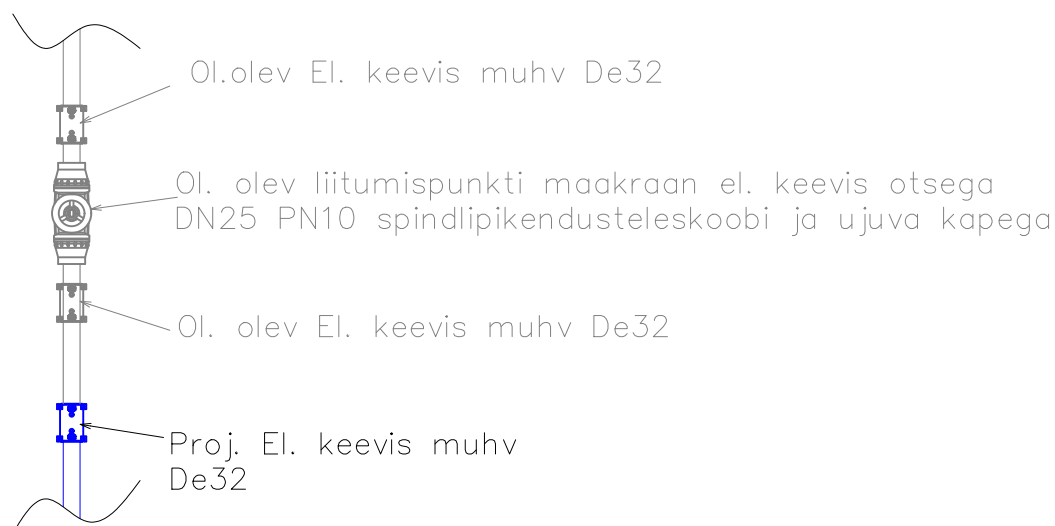 Ol.olev El. keevis muhv De32
Ol. olev liitumispunkti maakraan el. keevis otsega
DN25 PN10 spindlipikendusteleskoobi ja ujuva kapega
Ol. olev El. keevis muhv De32
Proj. El. keevis muhv
De32